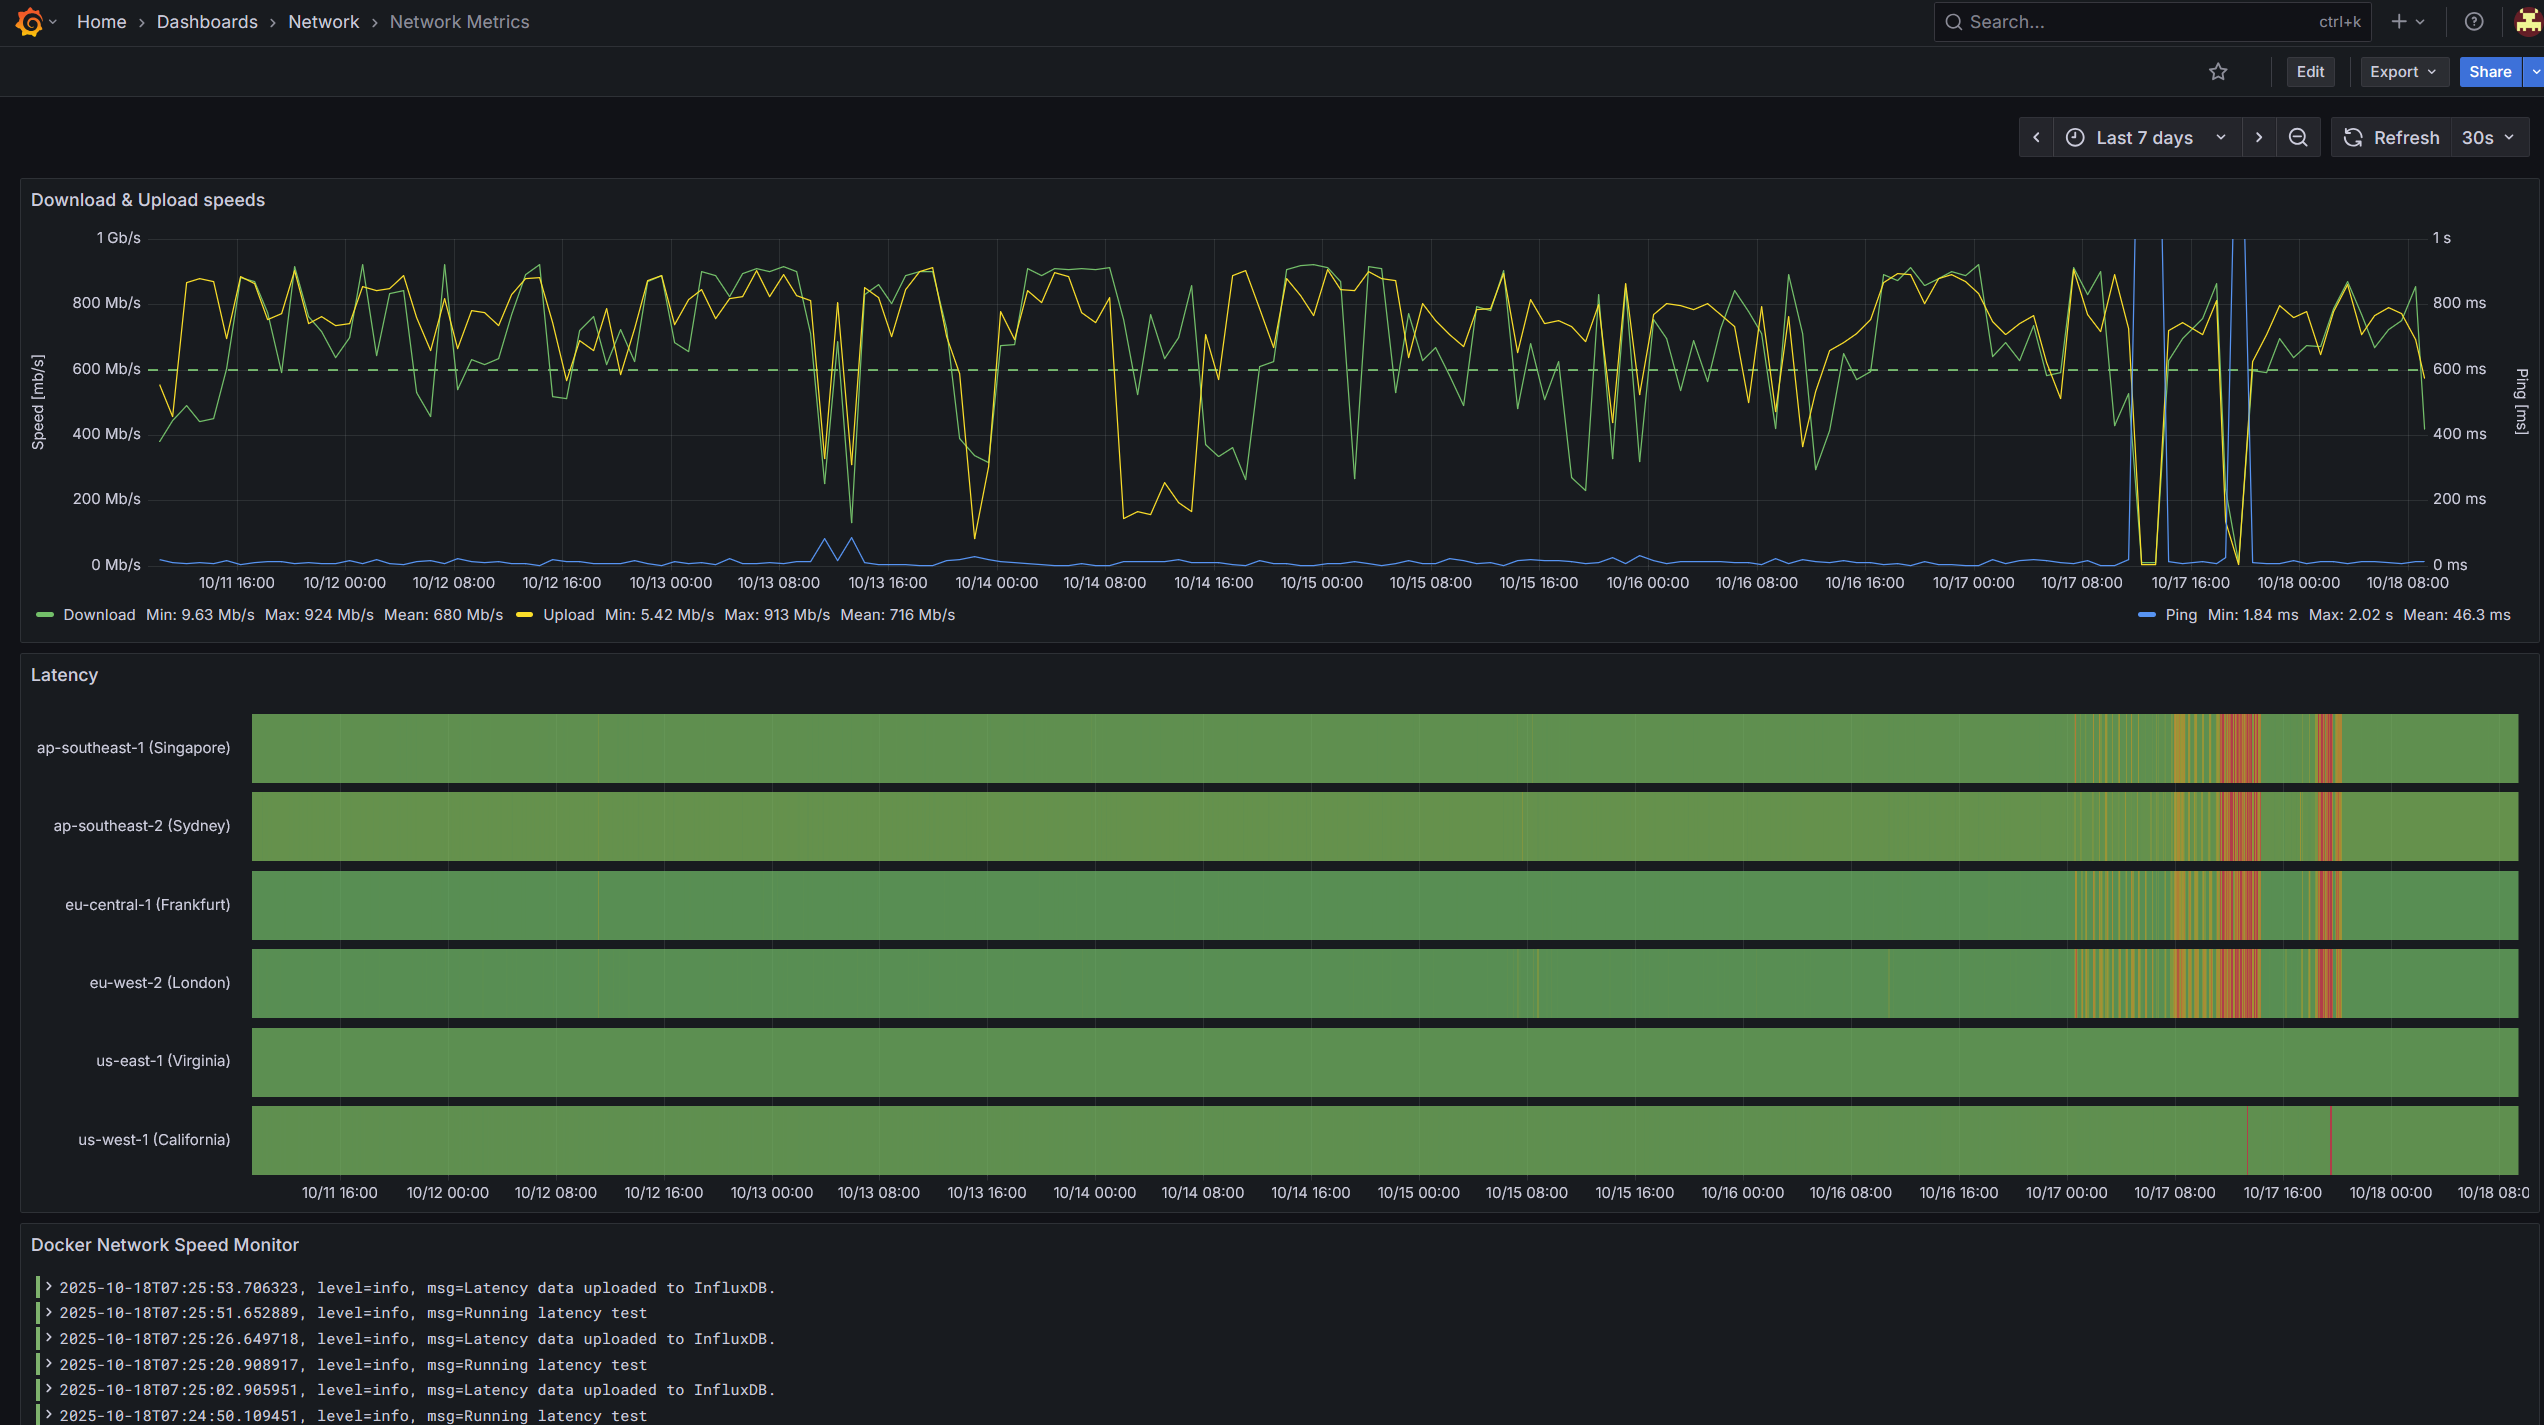 Home › Dashboards › Network › Network Metrics
Search... ctrl+k
Edit Export Share
Last 7 days Refresh 30s
Download & Upload speeds
1 Gb/s
800 Mb/s
600 Mb/s
400 Mb/s
200 Mb/s
0 Mb/s
Speed [mb/s]
1 s
800 ms
600 ms
400 ms
200 ms
0 ms
Ping [ms]
10/11 16:00 10/12 00:00 10/12 08:00 10/12 16:00 10/13 00:00 10/13 08:00 10/13 16:00 10/14 00:00 10/14 08:00 10/14 16:00 10/15 00:00 10/15 08:00 10/15 16:00 10/16 00:00 10/16 08:00 10/16 16:00 10/17 00:00 10/17 08:00 10/17 16:00 10/18 00:00 10/18 08:00
Download Min: 9.63 Mb/s Max: 924 Mb/s Mean: 680 Mb/s Upload Min: 5.42 Mb/s Max: 913 Mb/s Mean: 716 Mb/s Ping Min: 1.84 ms Max: 2.02 s Mean: 46.3 ms
Latency
ap-southeast-1 (Singapore)
ap-southeast-2 (Sydney)
eu-central-1 (Frankfurt)
eu-west-2 (London)
us-east-1 (Virginia)
us-west-1 (California)
10/11 16:00 10/12 00:00 10/12 08:00 10/12 16:00 10/13 00:00 10/13 08:00 10/13 16:00 10/14 00:00 10/14 08:00 10/14 16:00 10/15 00:00 10/15 08:00 10/15 16:00 10/16 00:00 10/16 08:00 10/16 16:00 10/17 00:00 10/17 08:00 10/17 16:00 10/18 00:00 10/18 08:0
Docker Network Speed Monitor
› 2025-10-18T07:25:53.706323, level=info, msg=Latency data uploaded to InfluxDB.
› 2025-10-18T07:25:51.652889, level=info, msg=Running latency test
› 2025-10-18T07:25:26.649718, level=info, msg=Latency data uploaded to InfluxDB.
› 2025-10-18T07:25:20.908917, level=info, msg=Running latency test
› 2025-10-18T07:25:02.905951, level=info, msg=Latency data uploaded to InfluxDB.
› 2025-10-18T07:24:50.109451, level=info, msg=Running latency test